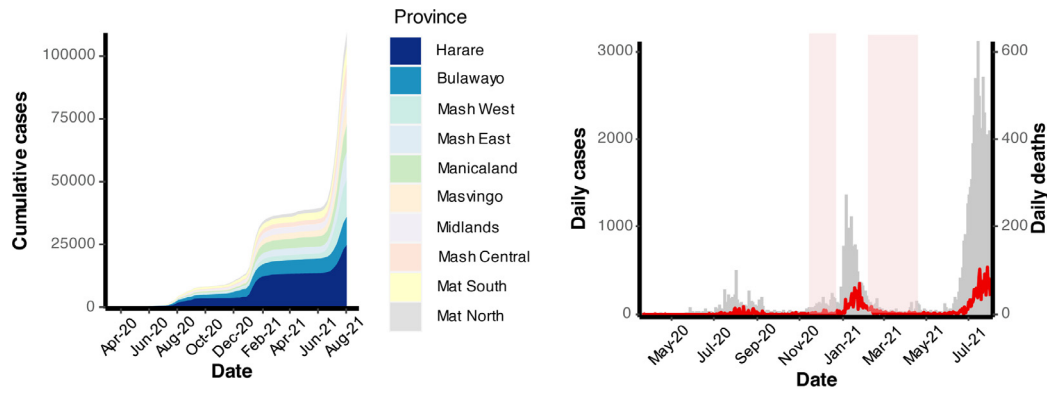 Province
Harare
Bulawayo
Mash West
Mash East
Manicaland
Masvingo
Midlands
Mash Central
Mat South
Mat North
Cumulative cases
100000
75000
50000
25000
0
Apr-20 Jun-20 Aug-20 Oct-20 Dec-20 Feb-21 Apr-21 Jun-21 Aug-21
Date
Daily cases
3000
2000
1000
0
Daily deaths
600
400
200
0
May-20 Jul-20 Sep-20 Nov-20 Jan-21 Mar-21 May-21 Jul-21
Date